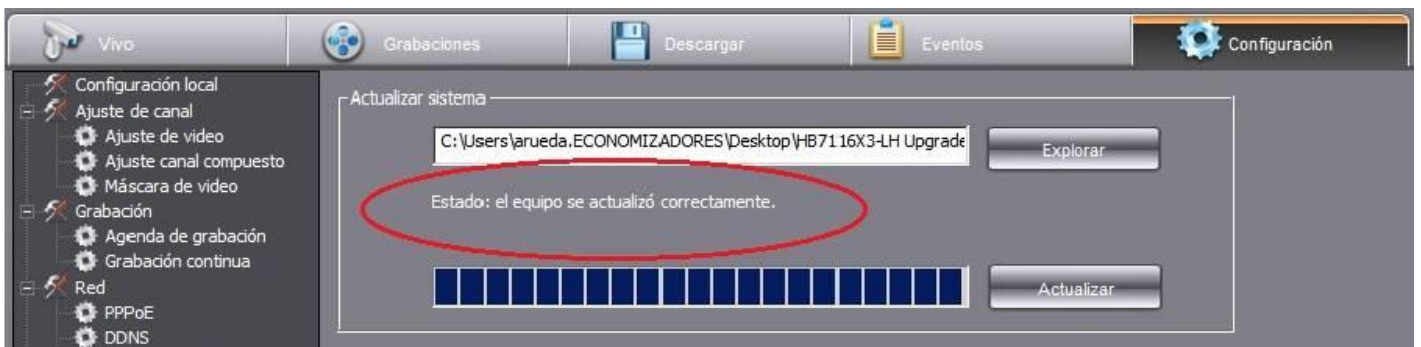 Vivo
Grabaciones
Descargar
Eventos
Configuración
Configuración local
Ajuste de canal
Ajuste de video
Ajuste canal compuesto
Máscara de video
Grabación
Agenda de grabación
Grabación continua
Red
PPPoE
DDNS
Actualizar sistema
C:\Users\arueda.ECONOMIZADORES\Desktop\HB7116X3-LH Upgrade
Explorar
Estado: el equipo se actualizó correctamente.
Actualizar